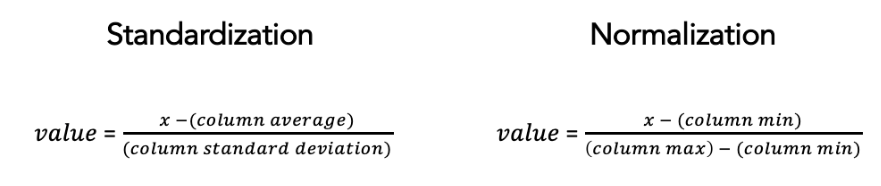 Standardization
value = x −(column average) / (column standard deviation)
Normalization
value = x − (column min) / (column max) − (column min)